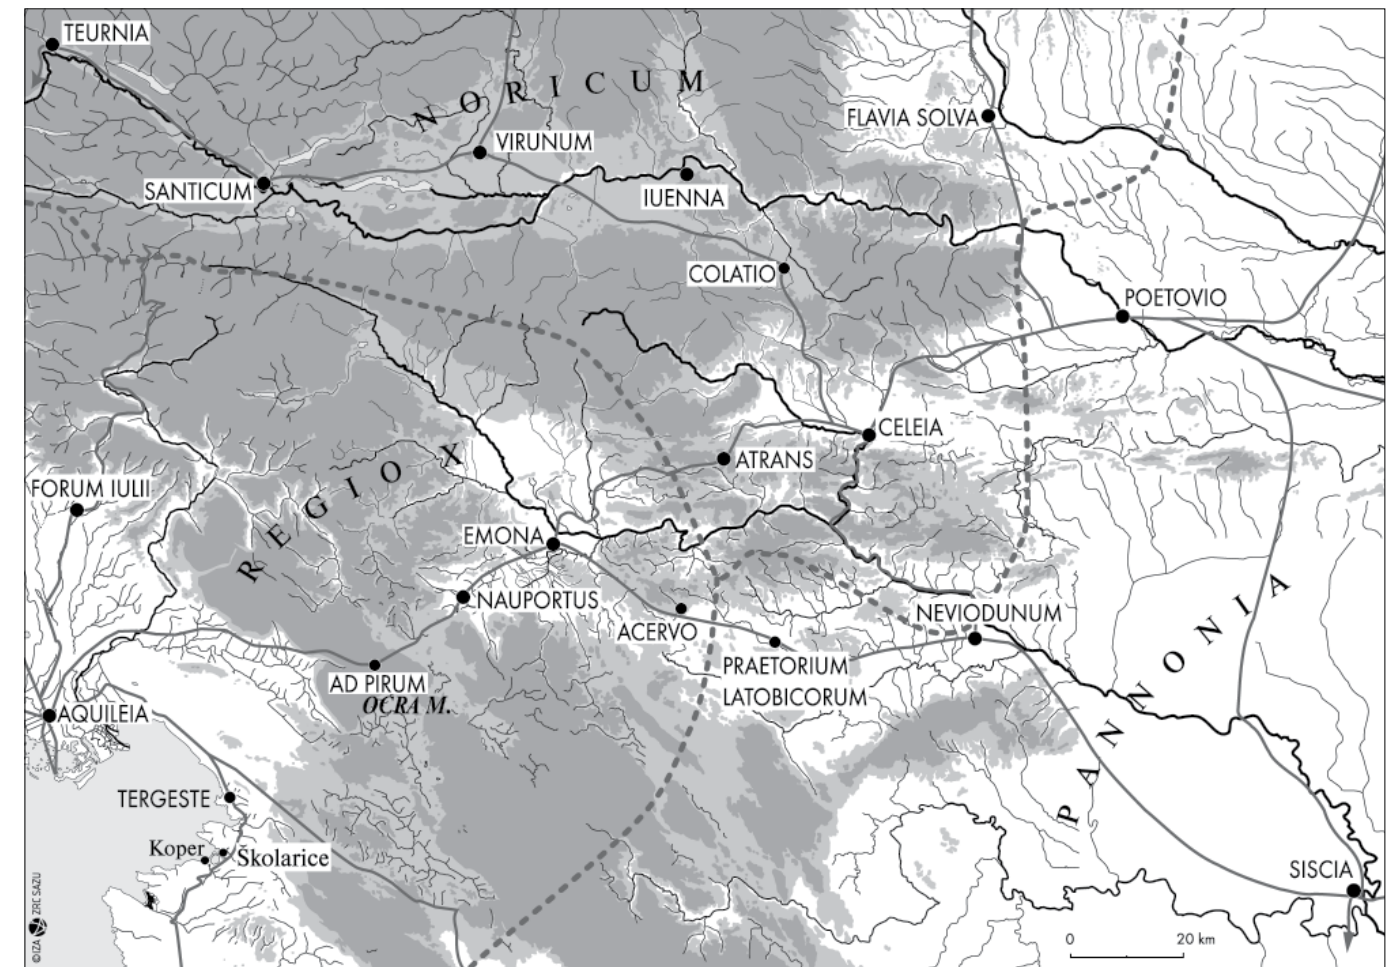 TEURNIA
NORICUM
FLAVIA SOLVA
VIRUNUM
SANTICUM
IUENNA
COLATIO
POETOVIO
CELEIA
ATRANS
REGIO X
FORUM IULII
EMONA
NAUPORTUS
ACERVO
NEVIODUNUM
PRAETORIUM
LATOBICORUM
PANNONIA
AD PIRUM
OCRA M.
AQUILEIA
TERGESTE
Koper
Školarice
SISCIA
0 20 km
© IZA ZRC SAZU